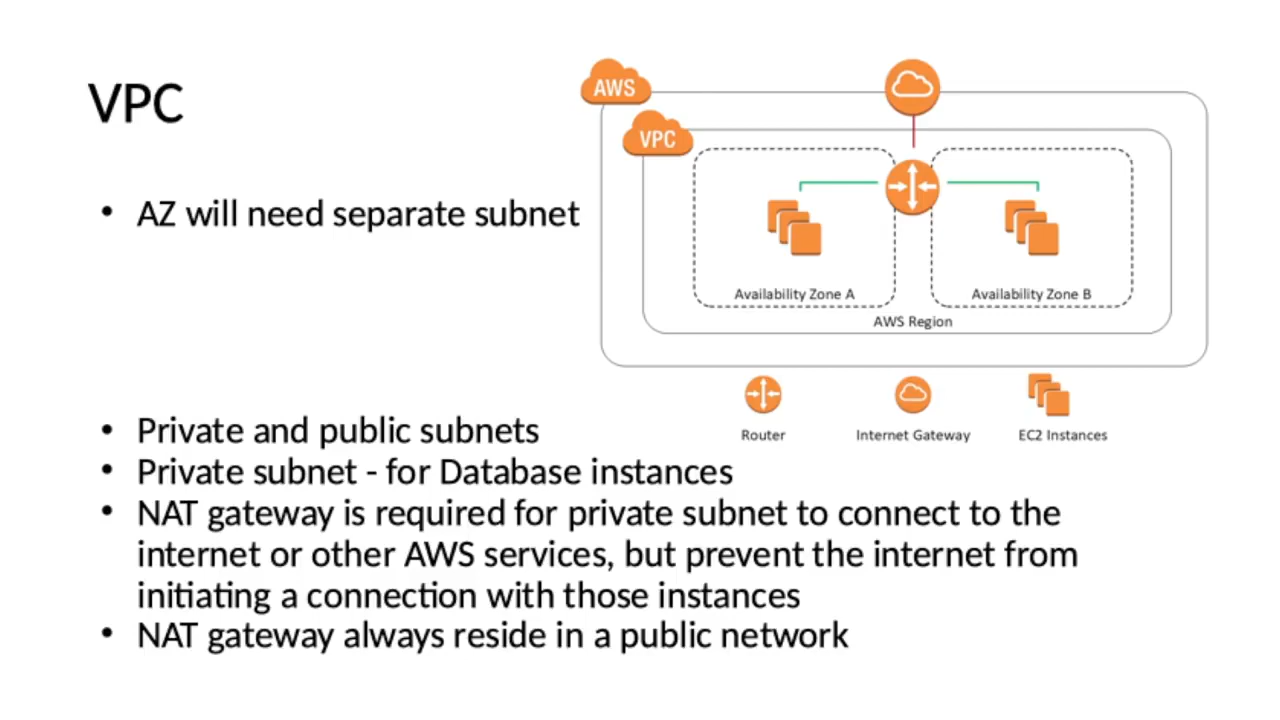 VPC
• AZ will need separate subnet
AWS
VPC
Availability Zone A
Availability Zone B
AWS Region
Router
Internet Gateway
EC2 Instances
• Private and public subnets
• Private subnet - for Database instances
• NAT gateway is required for private subnet to connect to the
internet or other AWS services, but prevent the internet from
initiating a connection with those instances
• NAT gateway always reside in a public network